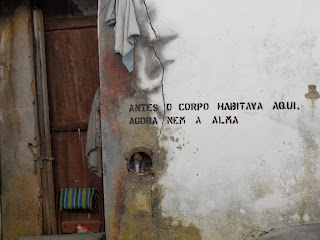 ANTES O CORPO HABITAVA AQUI,
AGORA NEM A ALMA